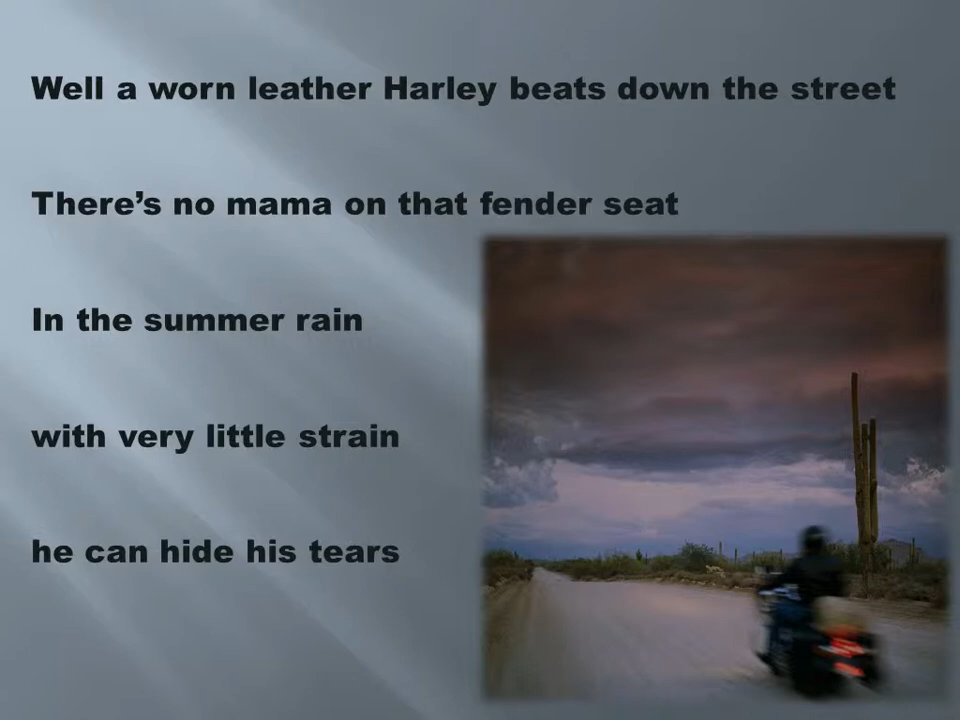 Well a worn leather Harley beats down the street
There’s no mama on that fender seat
In the summer rain
with very little strain
he can hide his tears